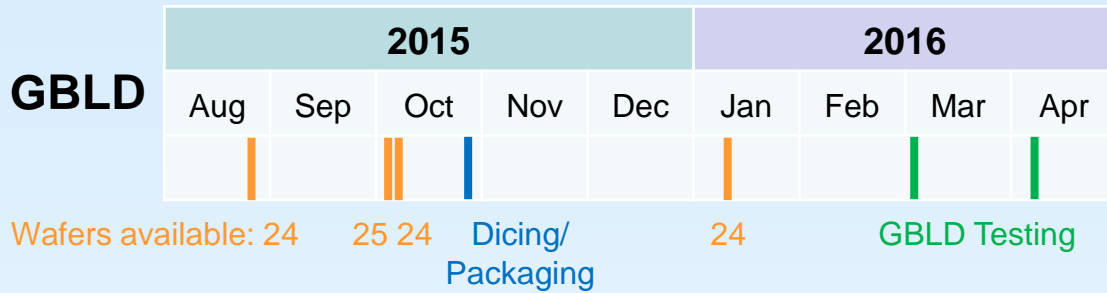 2015 2016
GBLD
Aug Sep Oct Nov Dec Jan Feb Mar Apr
Wafers available: 24 25 24 Dicing/ 24 GBLD Testing
Packaging